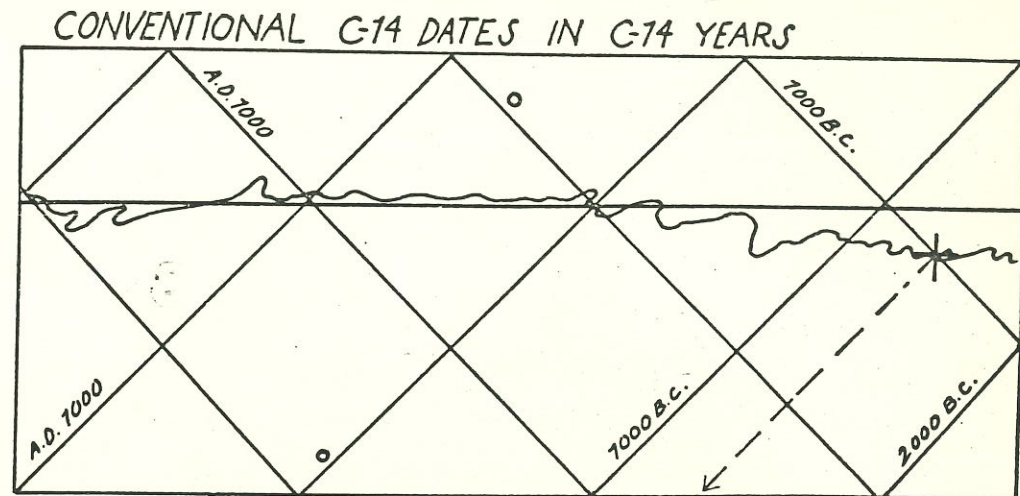 CONVENTIONAL C-14 DATES IN C-14 YEARS
A.D. 1000
0
1000 B.C.
A.D. 1000
0
1000 B.C.
2000 B.C.